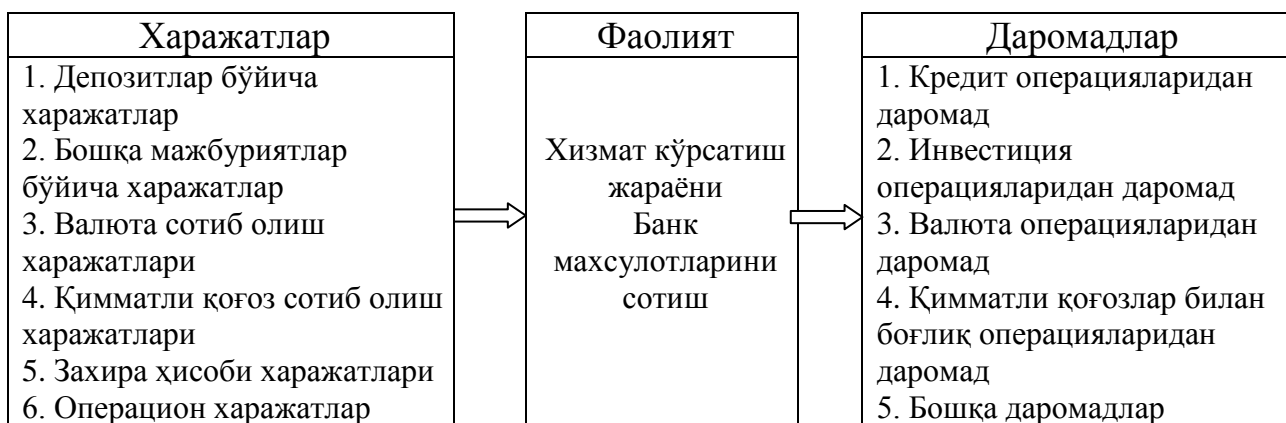 Харажатлар
1. Депозитлар бўйича
харажатлар
2. Бошқа мажбуриятлар
бўйича харажатлар
3. Валюта сотиб олиш
харажатлари
4. Қимматли қоғоз сотиб олиш
харажатлари
5. Захира ҳисоби харажатлари
6. Операцион харажатлар
Фаолият
Хизмат кўрсатиш
жараёни
Банк
махсулотларини
сотиш
Даромадлар
1. Кредит операцияларидан
даромад
2. Инвестиция
операцияларидан даромад
3. Валюта операцияларидан
даромад
4. Қимматли қоғозлар билан
боғлиқ операцияларидан
даромад
5. Бошқа даромадлар